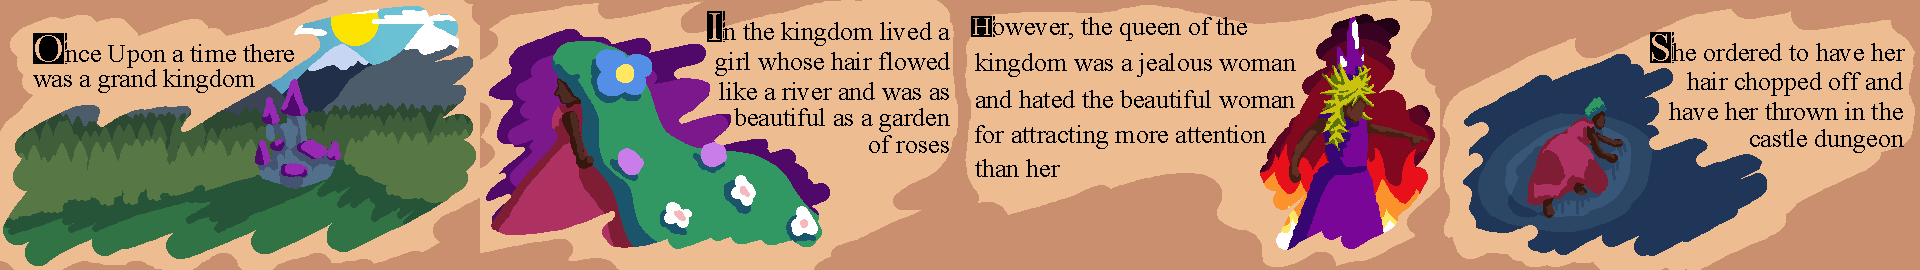 Once Upon a time there
was a grand kingdom
In the kingdom lived a
girl whose hair flowed
like a river and was as
beautiful as a garden
of roses
However, the queen of the
kingdom was a jealous woman
and hated the beautiful woman
for attracting more attention
than her
She ordered to have her
hair chopped off and
have her thrown in the
castle dungeon